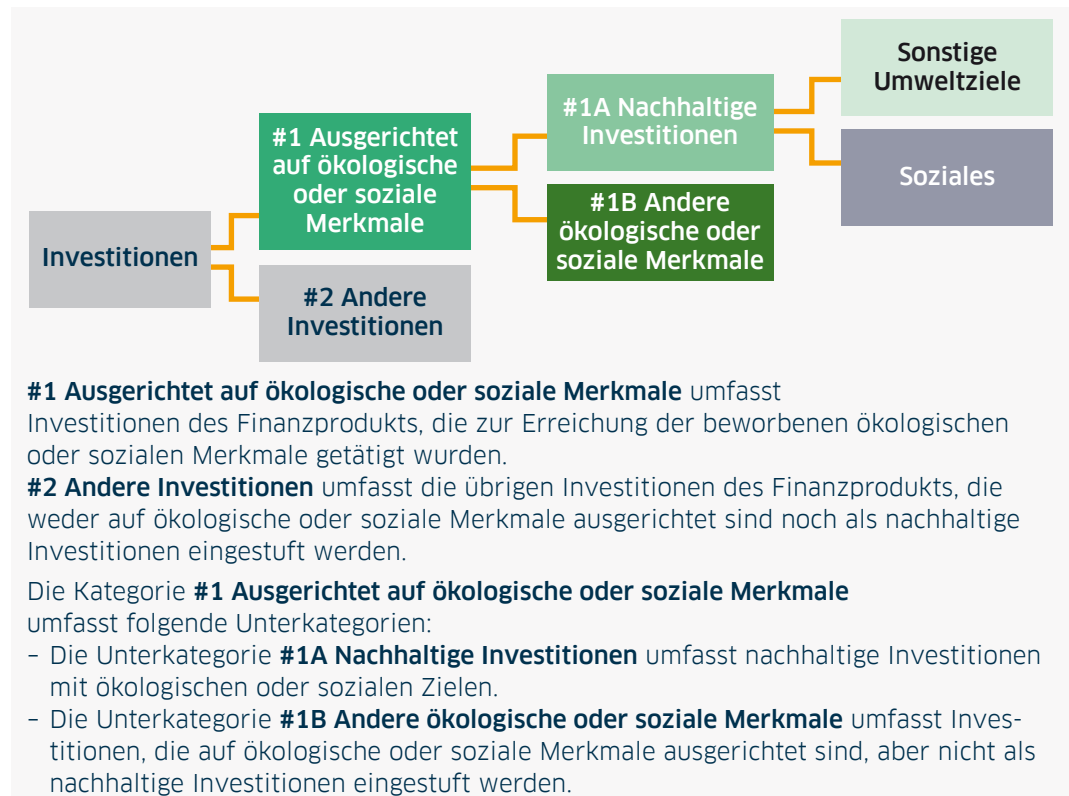 Investitionen
#1 Ausgerichtet
auf ökologische
oder soziale
Merkmale
#2 Andere
Investitionen
#1A Nachhaltige
Investitionen
#1B Andere
ökologische oder
soziale Merkmale
Sonstige
Umweltziele
Soziales
#1 Ausgerichtet auf ökologische oder soziale Merkmale umfasst
Investitionen des Finanzprodukts, die zur Erreichung der beworbenen ökologischen
oder sozialen Merkmale getätigt wurden.
#2 Andere Investitionen umfasst die übrigen Investitionen des Finanzprodukts, die
weder auf ökologische oder soziale Merkmale ausgerichtet sind noch als nachhaltige
Investitionen eingestuft werden.
Die Kategorie #1 Ausgerichtet auf ökologische oder soziale Merkmale
umfasst folgende Unterkategorien:
– Die Unterkategorie #1A Nachhaltige Investitionen umfasst nachhaltige Investitionen
mit ökologischen oder sozialen Zielen.
– Die Unterkategorie #1B Andere ökologische oder soziale Merkmale umfasst Inves-
titionen, die auf ökologische oder soziale Merkmale ausgerichtet sind, aber nicht als
nachhaltige Investitionen eingestuft werden.